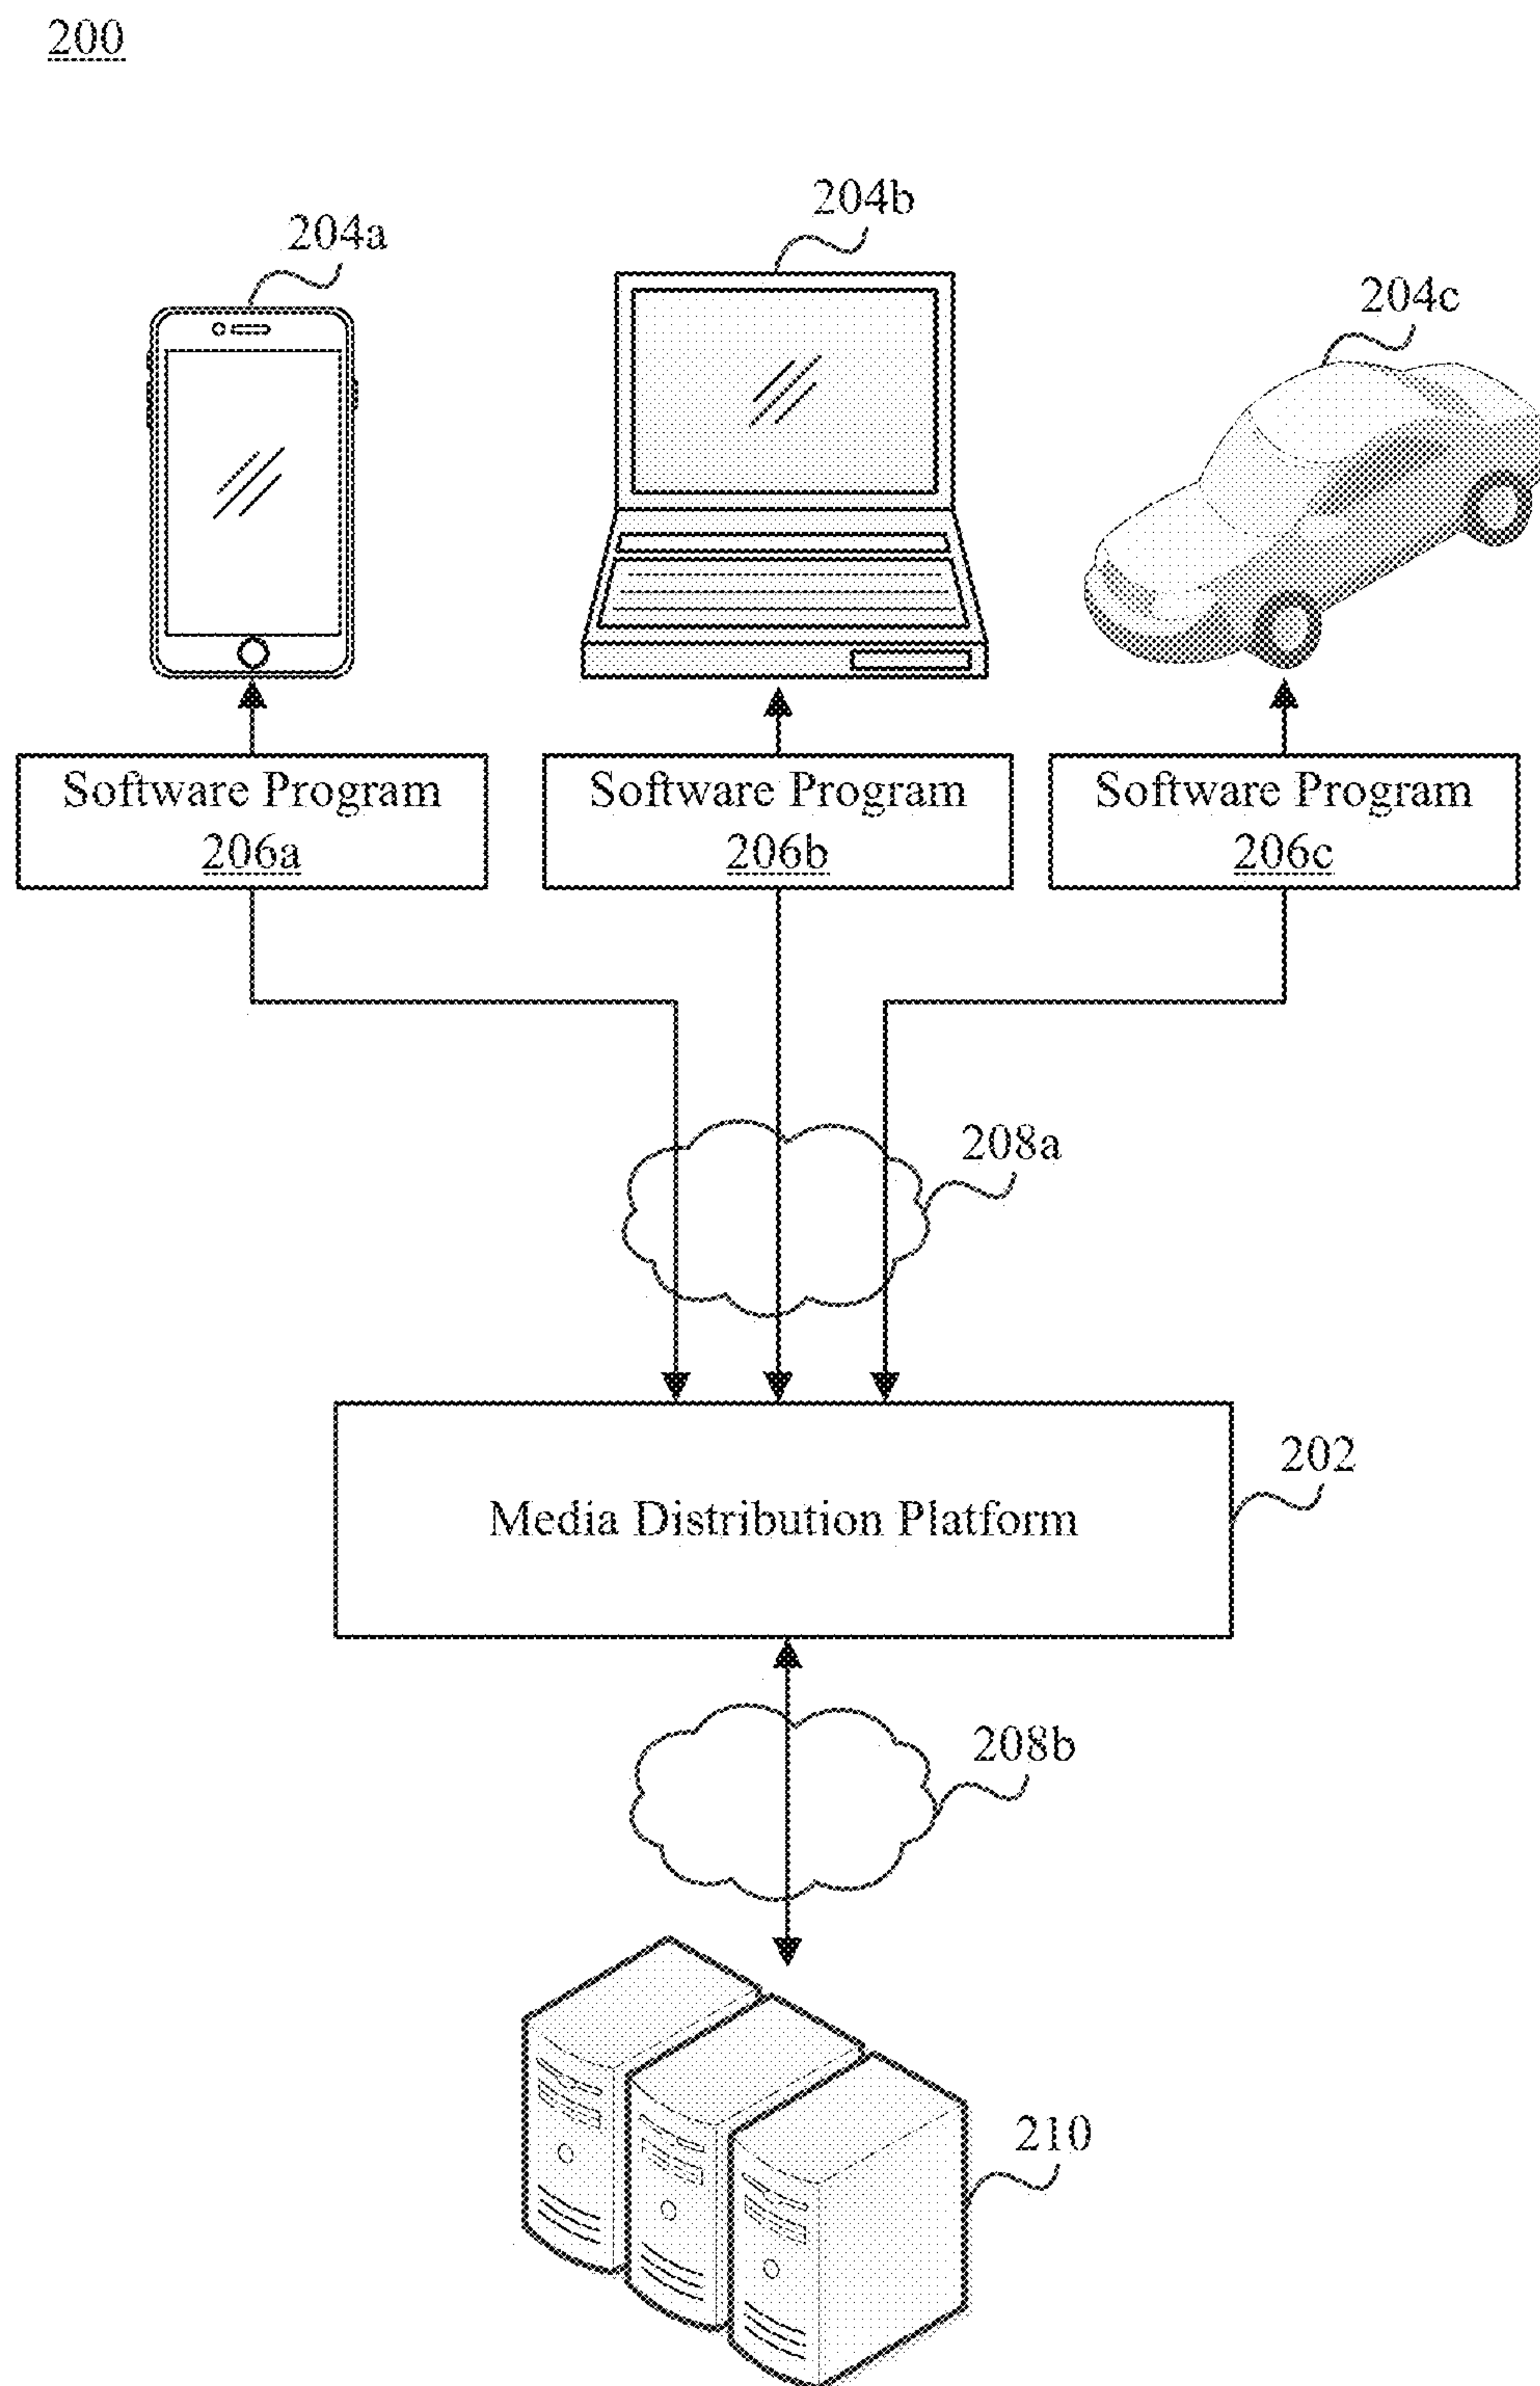 200
204a
204b
204c
Software Program
206a
Software Program
206b
Software Program
206c
208a
202
Media Distribution Platform
208b
210